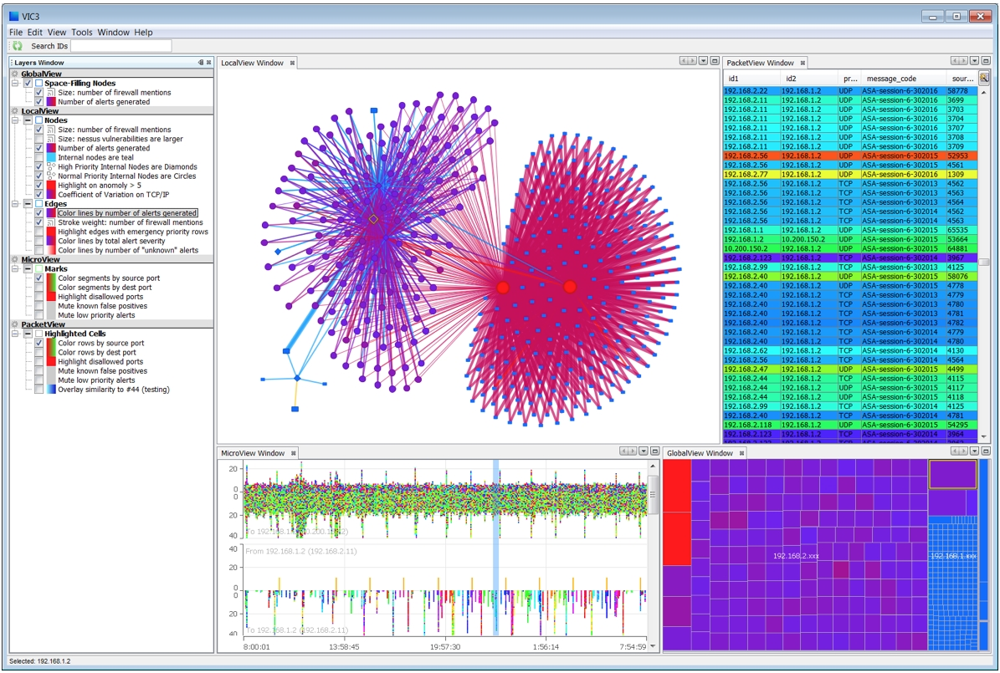 VIC3
File Edit View Tools Window Help
Search IDs
Layers Window
GlobalView
Space-Filling Nodes
Size: number of firewall mentions
Number of alerts generated
LocalView
Nodes
Size: number of firewall mentions
Size: nessus vulnerabilities are larger
Number of alerts generated
Internal nodes are teal
High Priority Internal Nodes are Diamonds
Normal Priority Internal Nodes are Circles
Highlight on anomoly > 5
Coefficient of Variation on TCP/IP
Edges
Color lines by number of alerts generated
Stroke weight: number of firewall mentions
Highlight edges with emergency priority rows
Color lines by total alert severity
Color lines by number of "unknown" alerts
MicroView
Marks
Color segments by source port
Color segments by dest port
Highlight disallowed ports
Mute known false positives
Mute low priority alerts
PacketView
Highlighted Cells
Color rows by source port
Color rows by dest port
Highlight disallowed ports
Mute known false positives
Mute low priority alerts
Overlay similarity to #44 (testing)
LocalView Window
PacketView Window
id1 id2 pr... message_code sour...
192.168.2.22 192.168.1.2 UDP ASA-session-6-302016 58778
192.168.2.11 192.168.1.2 UDP ASA-session-6-302016 3699
192.168.2.11 192.168.1.2 UDP ASA-session-6-302016 3703
192.168.2.11 192.168.1.2 UDP ASA-session-6-302016 3704
192.168.2.11 192.168.1.2 UDP ASA-session-6-302016 3707
192.168.2.11 192.168.1.2 UDP ASA-session-6-302016 3708
192.168.2.11 192.168.1.2 UDP ASA-session-6-302016 3709
192.168.2.56 192.168.1.2 UDP ASA-session-6-302015 52953
192.168.2.56 192.168.1.2 UDP ASA-session-6-302015 4561
192.168.2.77 192.168.1.2 UDP ASA-session-6-302016 1309
192.168.2.56 192.168.1.2 TCP ASA-session-6-302013 4562
192.168.2.56 192.168.1.2 TCP ASA-session-6-302013 4563
192.168.2.56 192.168.1.2 TCP ASA-session-6-302013 4564
192.168.2.56 192.168.1.2 TCP ASA-session-6-302014 4562
192.168.2.56 192.168.1.2 TCP ASA-session-6-302014 4563
192.168.1.1 192.168.1.2 UDP ASA-session-6-302015 65535
192.168.1.2 10.200.150.2 UDP ASA-session-6-302015 53664
10.200.150.2 192.168.1.2 UDP ASA-session-6-302015 64881
192.168.2.123 192.168.1.2 TCP ASA-session-6-302013 3967
192.168.2.99 192.168.1.2 TCP ASA-session-6-302013 4125
192.168.2.40 192.168.1.2 UDP ASA-session-6-302015 58076
192.168.2.40 192.168.1.2 UDP ASA-session-6-302015 4778
192.168.2.40 192.168.1.2 TCP ASA-session-6-302013 4779
192.168.2.40 192.168.1.2 TCP ASA-session-6-302013 4780
192.168.2.40 192.168.1.2 TCP ASA-session-6-302013 4781
192.168.2.40 192.168.1.2 TCP ASA-session-6-302013 4782
192.168.2.40 192.168.1.2 TCP ASA-session-6-302014 4779
192.168.2.40 192.168.1.2 TCP ASA-session-6-302014 4780
192.168.2.62 192.168.1.2 TCP ASA-session-6-302014 4130
192.168.2.56 192.168.1.2 TCP ASA-session-6-302014 4564
192.168.2.47 192.168.1.2 UDP ASA-session-6-302015 4499
192.168.2.44 192.168.1.2 TCP ASA-session-6-302013 4115
192.168.2.44 192.168.1.2 UDP ASA-session-6-302015 4117
192.168.2.44 192.168.1.2 UDP ASA-session-6-302015 4118
192.168.2.99 192.168.1.2 TCP ASA-session-6-302014 4125
192.168.2.40 192.168.1.2 TCP ASA-session-6-302014 4781
192.168.2.118 192.168.1.2 UDP ASA-session-6-302015 54295
192.168.2.123 192.168.1.2 TCP ASA-session-6-302014 3964
MicroView Window
20
0
0
20
40
40
From 192.168.1.2 (192.168.2.11)
20
0
0
20
To 192.168.1.2 (192.168.2.11)
40
8:00:01 13:58:45 19:57:30 1:56:14 7:54:59
GlobalView Window
192.168.2.xxx
192.168.1.xxx
Selected: 192.168.1.2